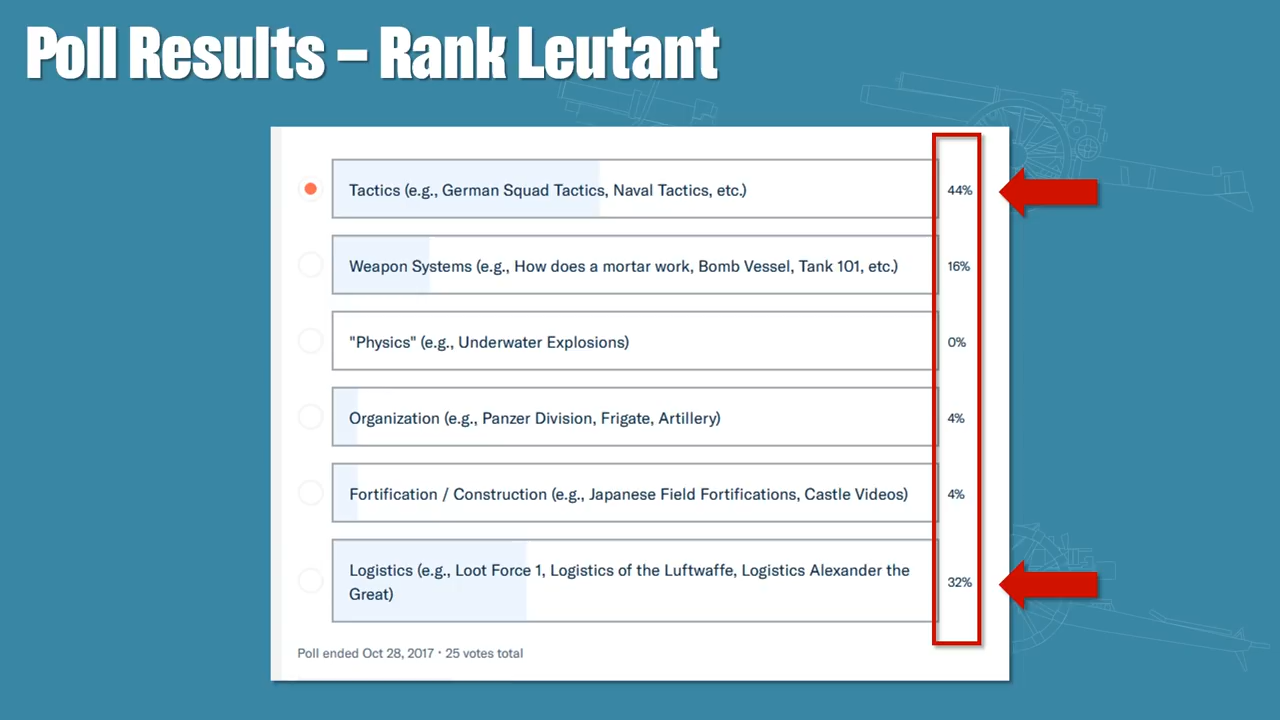 Poll Results – Rank Leutant
Tactics (e.g., German Squad Tactics, Naval Tactics, etc.) 44%
Weapon Systems (e.g., How does a mortar work, Bomb Vessel, Tank 101, etc.) 16%
"Physics" (e.g., Underwater Explosions) 0%
Organization (e.g., Panzer Division, Frigate, Artillery) 4%
Fortification / Construction (e.g., Japanese Field Fortifications, Castle Videos) 4%
Logistics (e.g., Loot Force 1, Logistics of the Luftwaffe, Logistics Alexander the
Great) 32%
Poll ended Oct 28, 2017 · 25 votes total